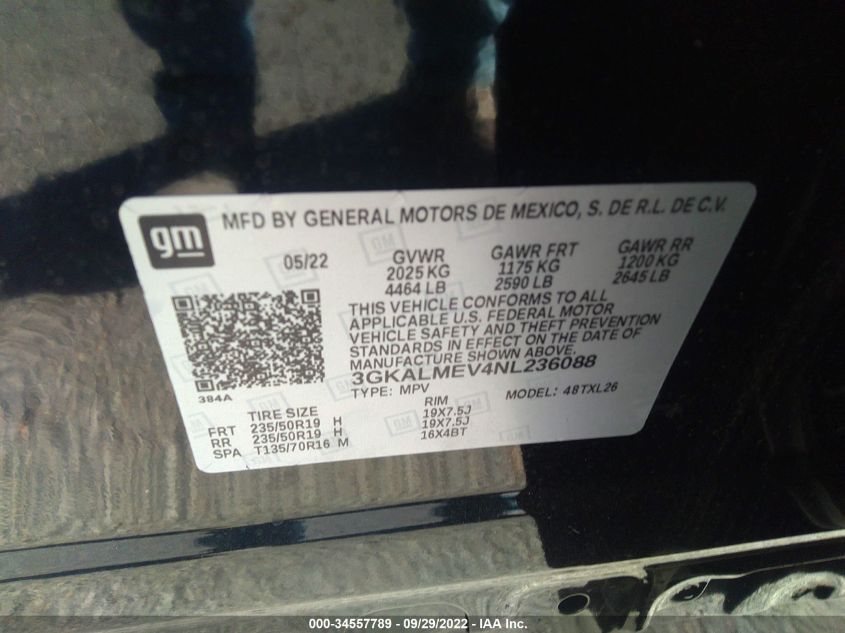 gm
MFD BY GENERAL MOTORS DE MEXICO, S. DE R.L. DE C.V.
05/22 GVWR GAWR FRT GAWR RR
2025 KG 1175 KG 1200 KG
4464 LB 2590 LB 2645 LB
THIS VEHICLE CONFORMS TO ALL
APPLICABLE U.S. FEDERAL MOTOR
VEHICLE SAFETY AND THEFT PREVENTION
STANDARDS IN EFFECT ON THE DATE OF
MANUFACTURE SHOWN ABOVE.
3GKALMEV4NL236088
384A
TYPE: MPV MODEL: 48TXL26
TIRE SIZE RIM
FRT 235/50R19 H 19X7.5J
RR 235/50R19 H 19X7.5J
SPA T135/70R16 M 16X4BT
000-34557789 - 09/29/2022 - IAA Inc.